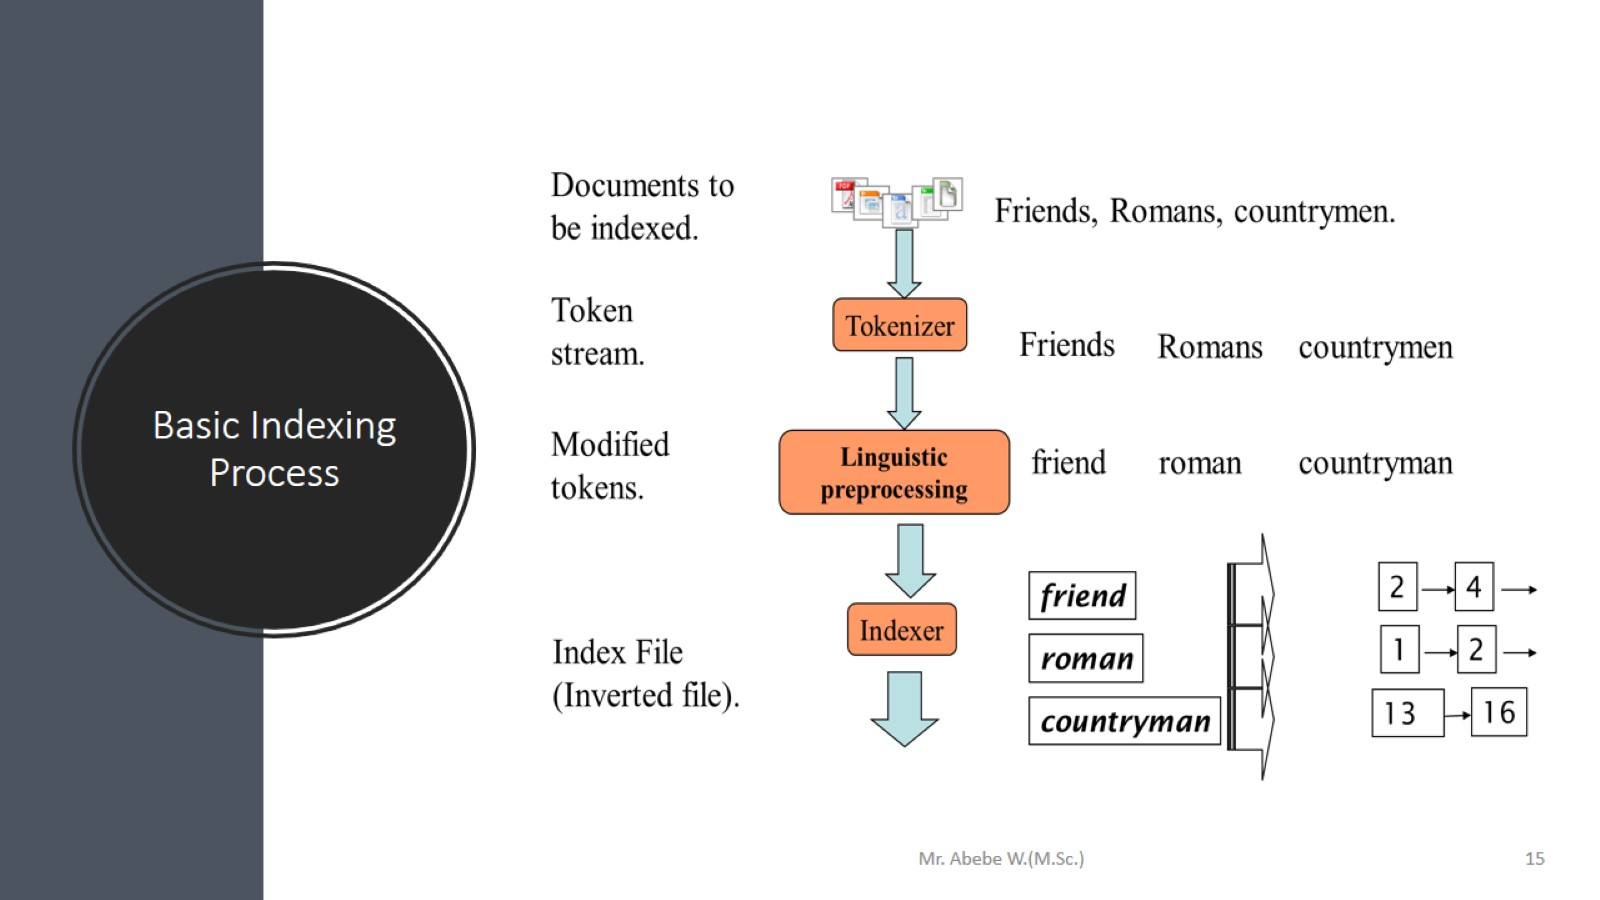 Basic Indexing
Process
Documents to
be indexed.
PDF
Friends, Romans, countrymen.
Token
stream.
Tokenizer
Friends Romans countrymen
Modified
tokens.
Linguistic
preprocessing
friend roman countryman
Index File
(Inverted file).
Indexer
friend
2 4
roman
1 2
countryman
13 16
Mr. Abebe W.(M.Sc.)
15